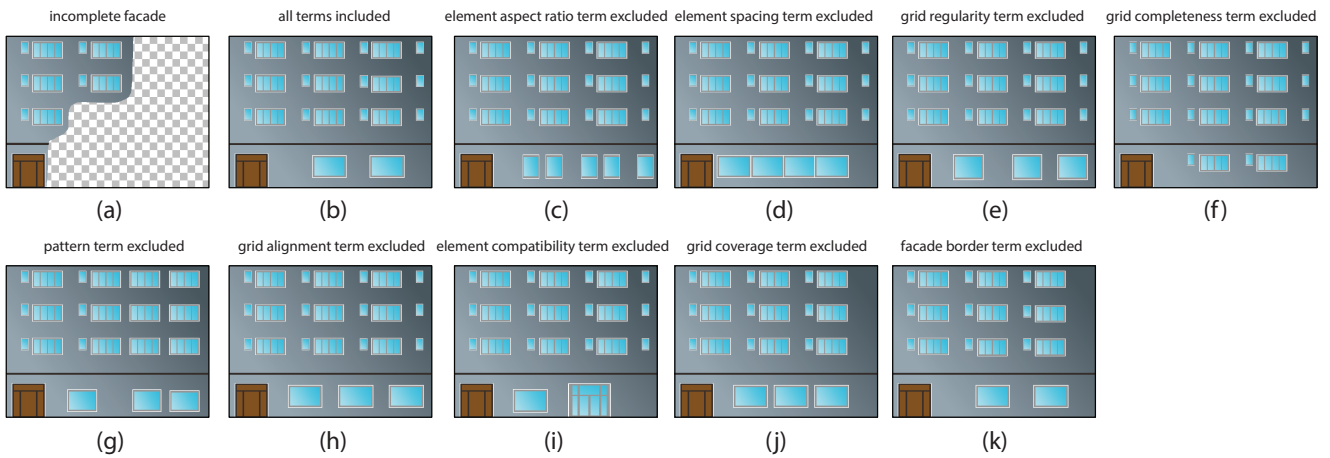 incomplete facade
all terms included
element aspect ratio term excluded
element spacing term excluded
grid regularity term excluded
grid completeness term excluded
(a)
(b)
(c)
(d)
(e)
(f)
pattern term excluded
grid alignment term excluded
element compatibility term excluded
grid coverage term excluded
facade border term excluded
(g)
(h)
(i)
(j)
(k)